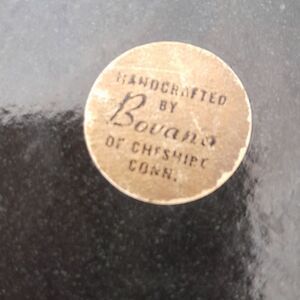 HANDCRAFTED
BY
Bovano
OF CHESHIRE
CONN.